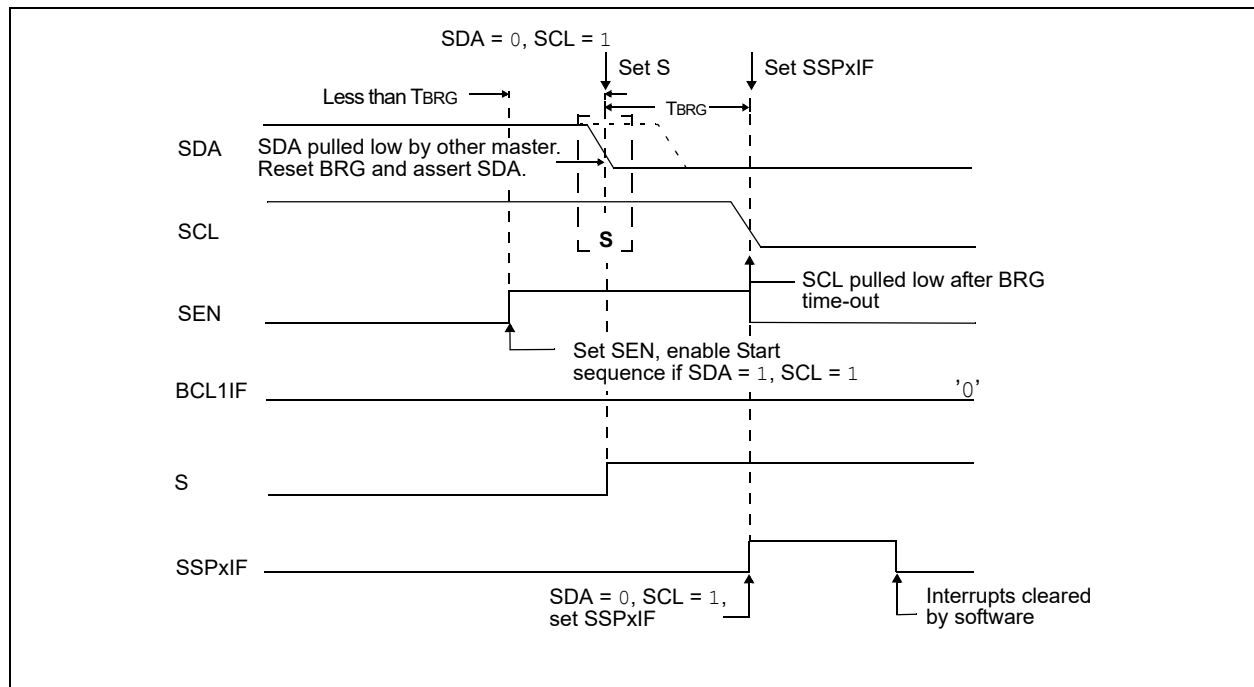 SDA = 0, SCL = 1
Set S
Set SSPxIF
Less than TBRG
TBRG
SDA
SDA pulled low by other master.
Reset BRG and assert SDA.
SCL
S
SCL pulled low after BRG
time-out
SEN
Set SEN, enable Start
sequence if SDA = 1, SCL = 1
BCL1IF
’0’
S
SSPxIF
SDA = 0, SCL = 1,
set SSPxIF
Interrupts cleared
by software